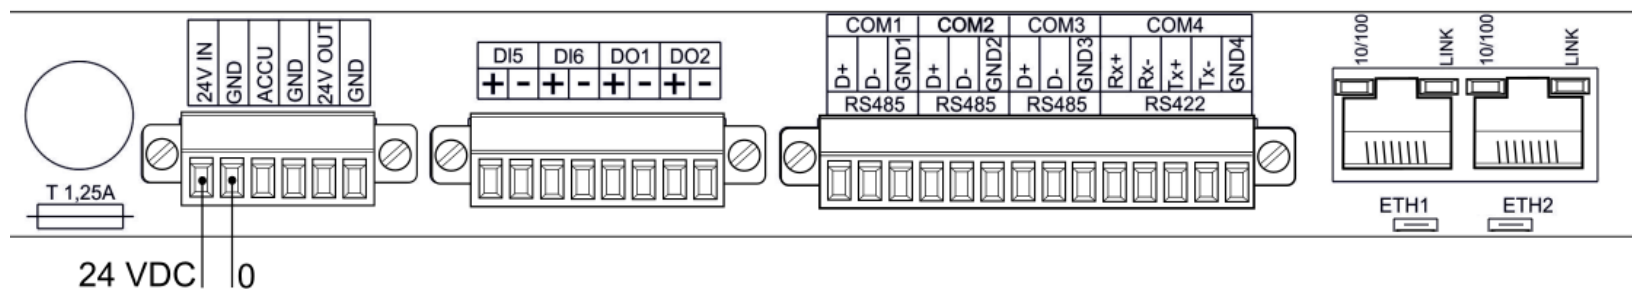 24V IN
GND
ACCU
GND
24V OUT
GND
DI5 DI6 DO1 DO2
+ - + - + - + -
COM1 COM2 COM3 COM4
D+ D- GND1 D+ D- GND2 D+ D- GND3 Rx+ Rx- Tx+ Tx- GND4
RS485 RS485 RS485 RS422
10/100 LINK 10/100 LINK
T 1,25A
ETH1 ETH2
24 VDC 0